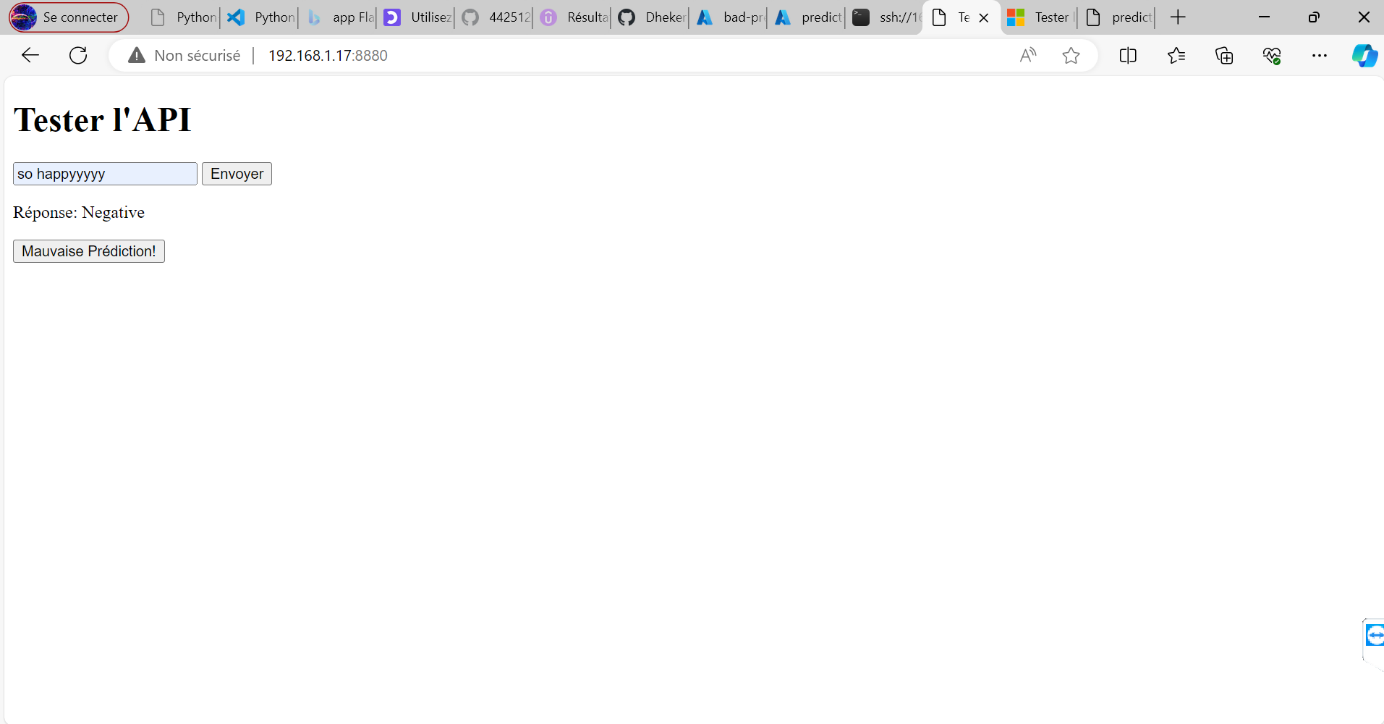 Se connecter Python Python app Fla Utilisez 442512 Résulta Dheker bad-pr predict ssh://16 Te Tester predict
Non sécurisé 192.168.1.17:8880
Tester l'API
so happyyyyy Envoyer
Réponse: Negative
Mauvaise Prédiction!